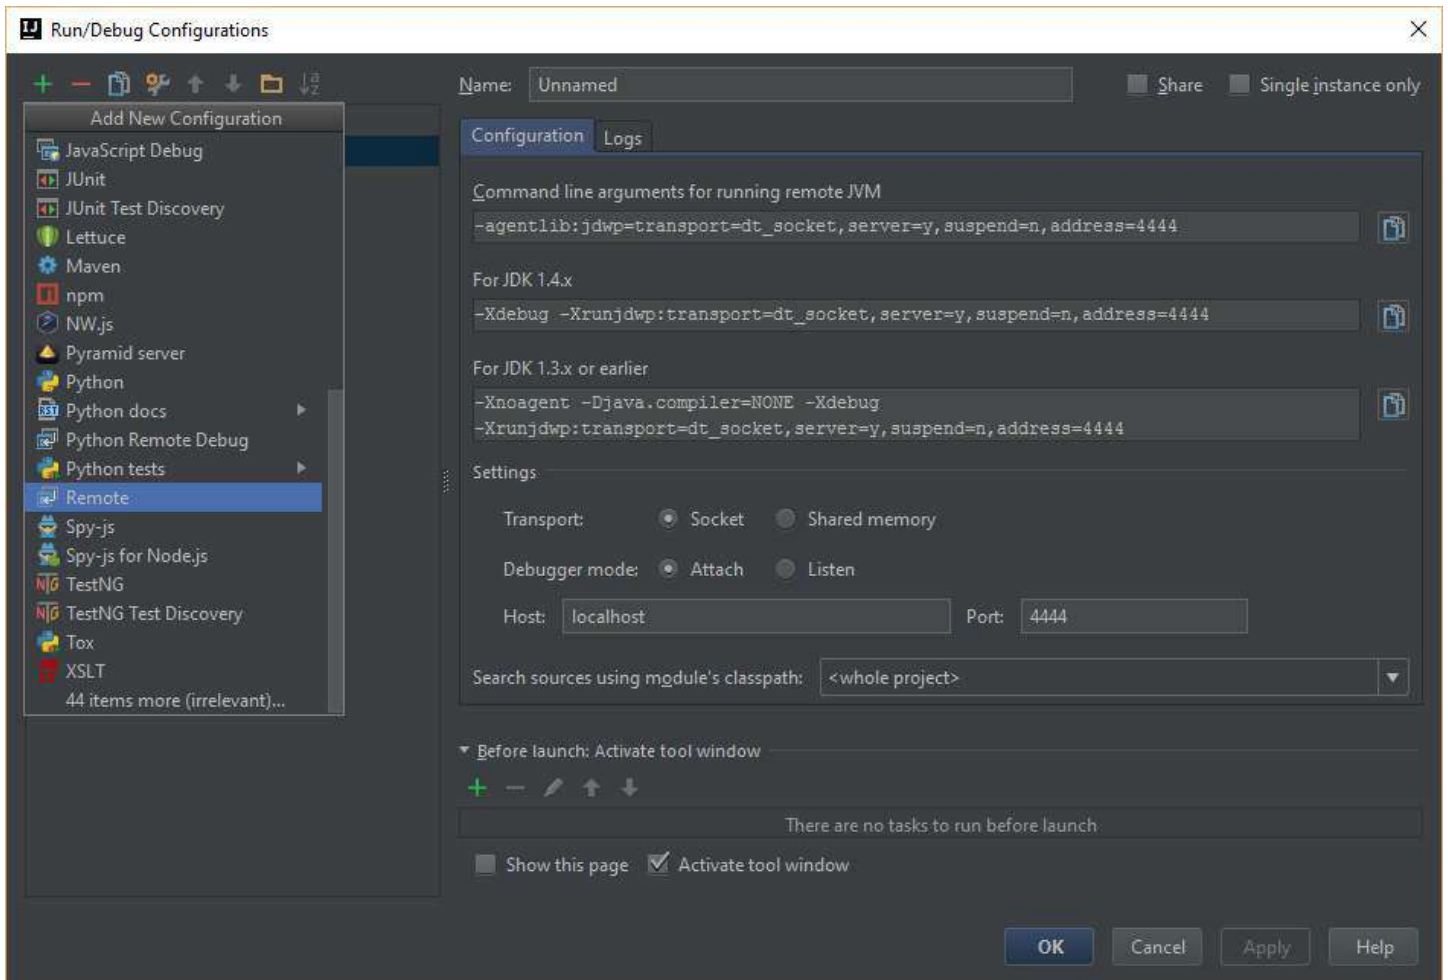 Run/Debug Configurations
Add New Configuration
JavaScript Debug
JUnit
JUnit Test Discovery
Lettuce
Maven
npm
NW.js
Pyramid server
Python
Python docs
Python Remote Debug
Python tests
Remote
Spy-js
Spy-js for Node.js
TestNG
TestNG Test Discovery
Tox
XSLT
44 items more (irrelevant)...
Name: Unnamed Share Single instance only
Configuration Logs
Command line arguments for running remote JVM
-agentlib:jdwp=transport=dt_socket,server=y,suspend=n,address=4444
For JDK 1.4.x
-Xdebug -Xrunjdwp:transport=dt_socket,server=y,suspend=n,address=4444
For JDK 1.3.x or earlier
-Xnoagent -Djava.compiler=NONE -Xdebug
-Xrunjdwp:transport=dt_socket,server=y,suspend=n,address=4444
Settings
Transport: Socket Shared memory
Debugger mode: Attach Listen
Host: localhost Port: 4444
Search sources using module's classpath: <whole project>
Before launch: Activate tool window
There are no tasks to run before launch
Show this page Activate tool window
OK Cancel Apply Help